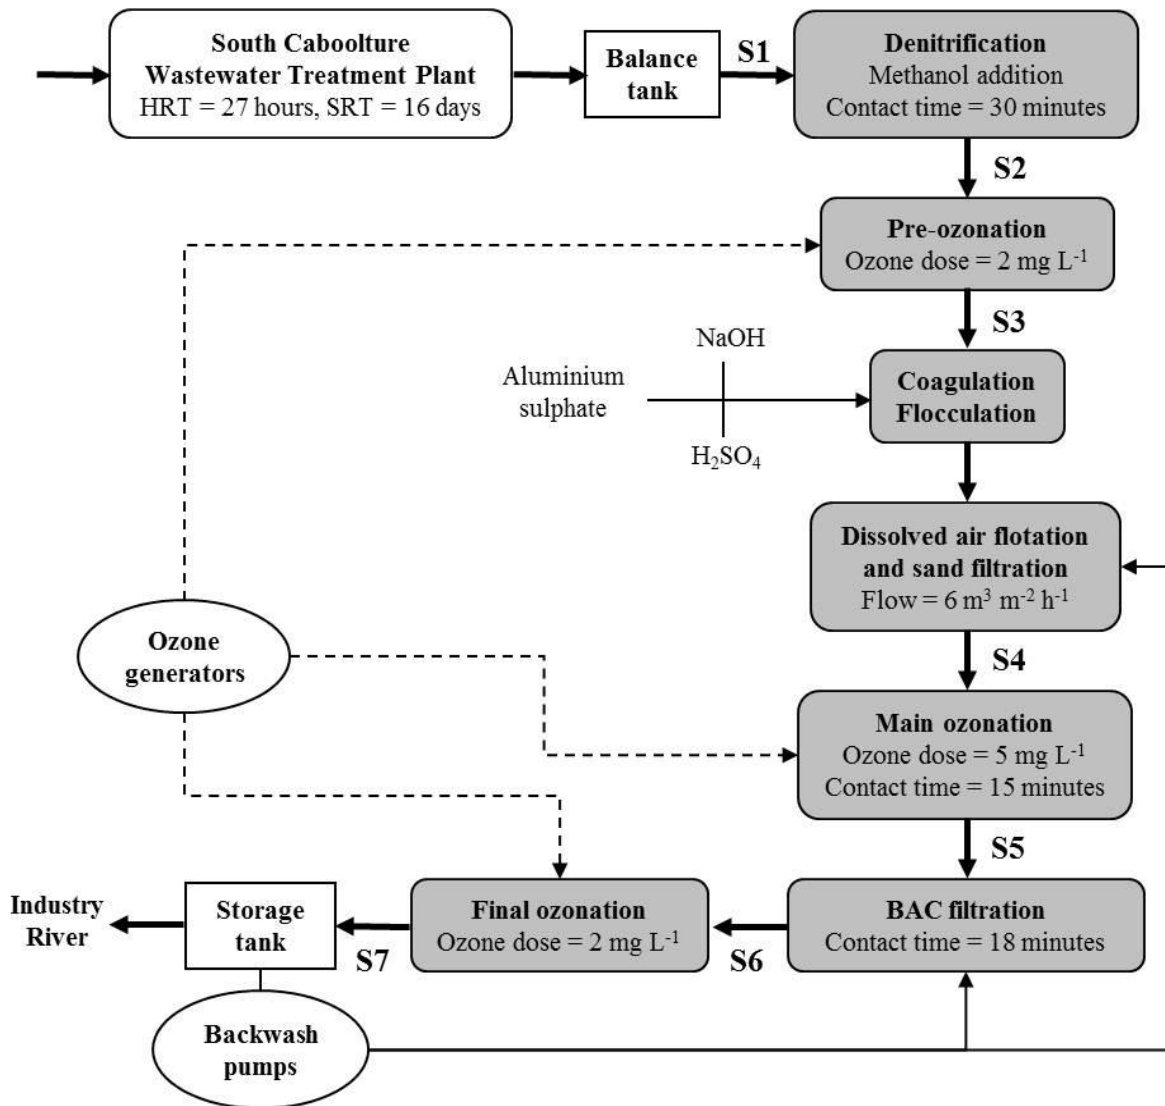 South Caboolture
Wastewater Treatment Plant
HRT = 27 hours, SRT = 16 days
Balance
tank
S1
Denitrification
Methanol addition
Contact time = 30 minutes
S2
Pre-ozonation
Ozone dose = 2 mg L⁻¹
S3
NaOH
Aluminium
sulphate
H₂SO₄
Coagulation
Flocculation
Dissolved air flotation
and sand filtration
Flow = 6 m³ m⁻² h⁻¹
Ozone
generators
S4
Main ozonation
Ozone dose = 5 mg L⁻¹
Contact time = 15 minutes
S5
BAC filtration
Contact time = 18 minutes
S6
Final ozonation
Ozone dose = 2 mg L⁻¹
S7
Storage
tank
Industry
River
Backwash
pumps